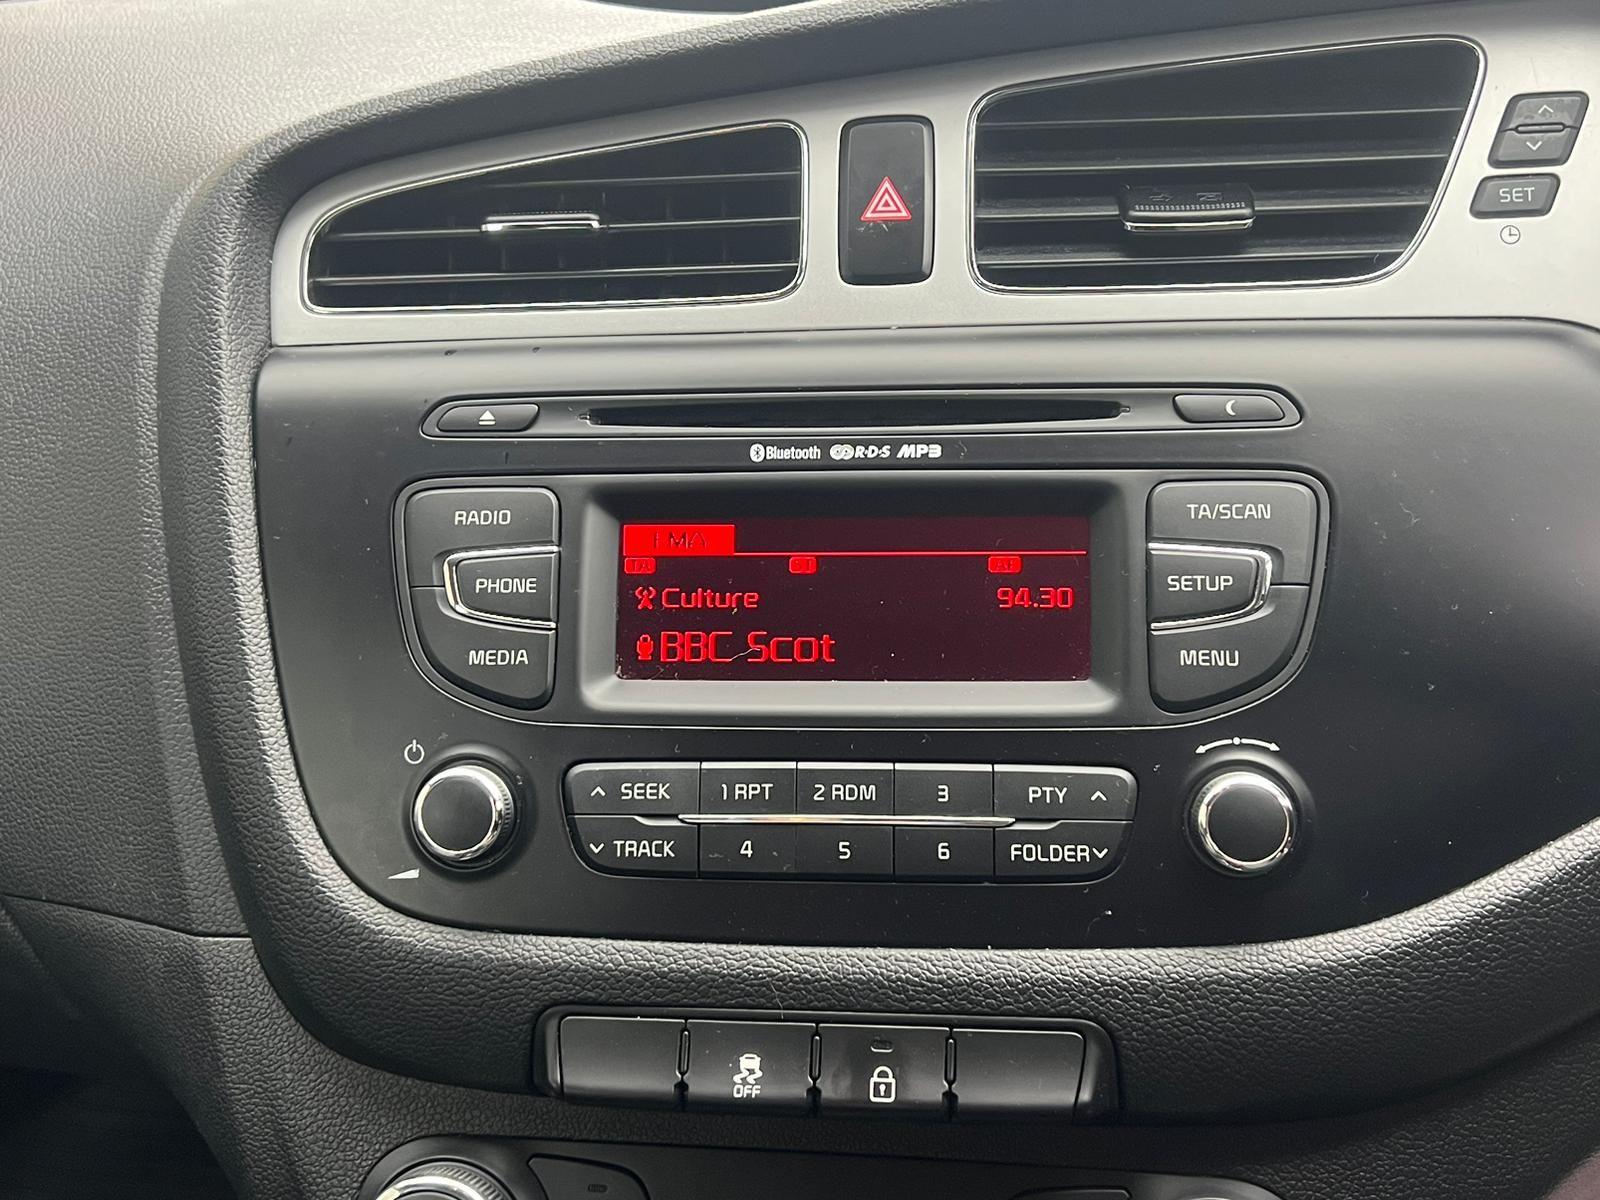 SET
Bluetooth R·D·S MP3
RADIO
TA/SCAN
FMA
TA ST AF
PHONE
SETUP
Culture 94.30
BBC Scot
MEDIA
MENU
SEEK 1 RPT 2 RDM 3 PTY
TRACK 4 5 6 FOLDER
OFF